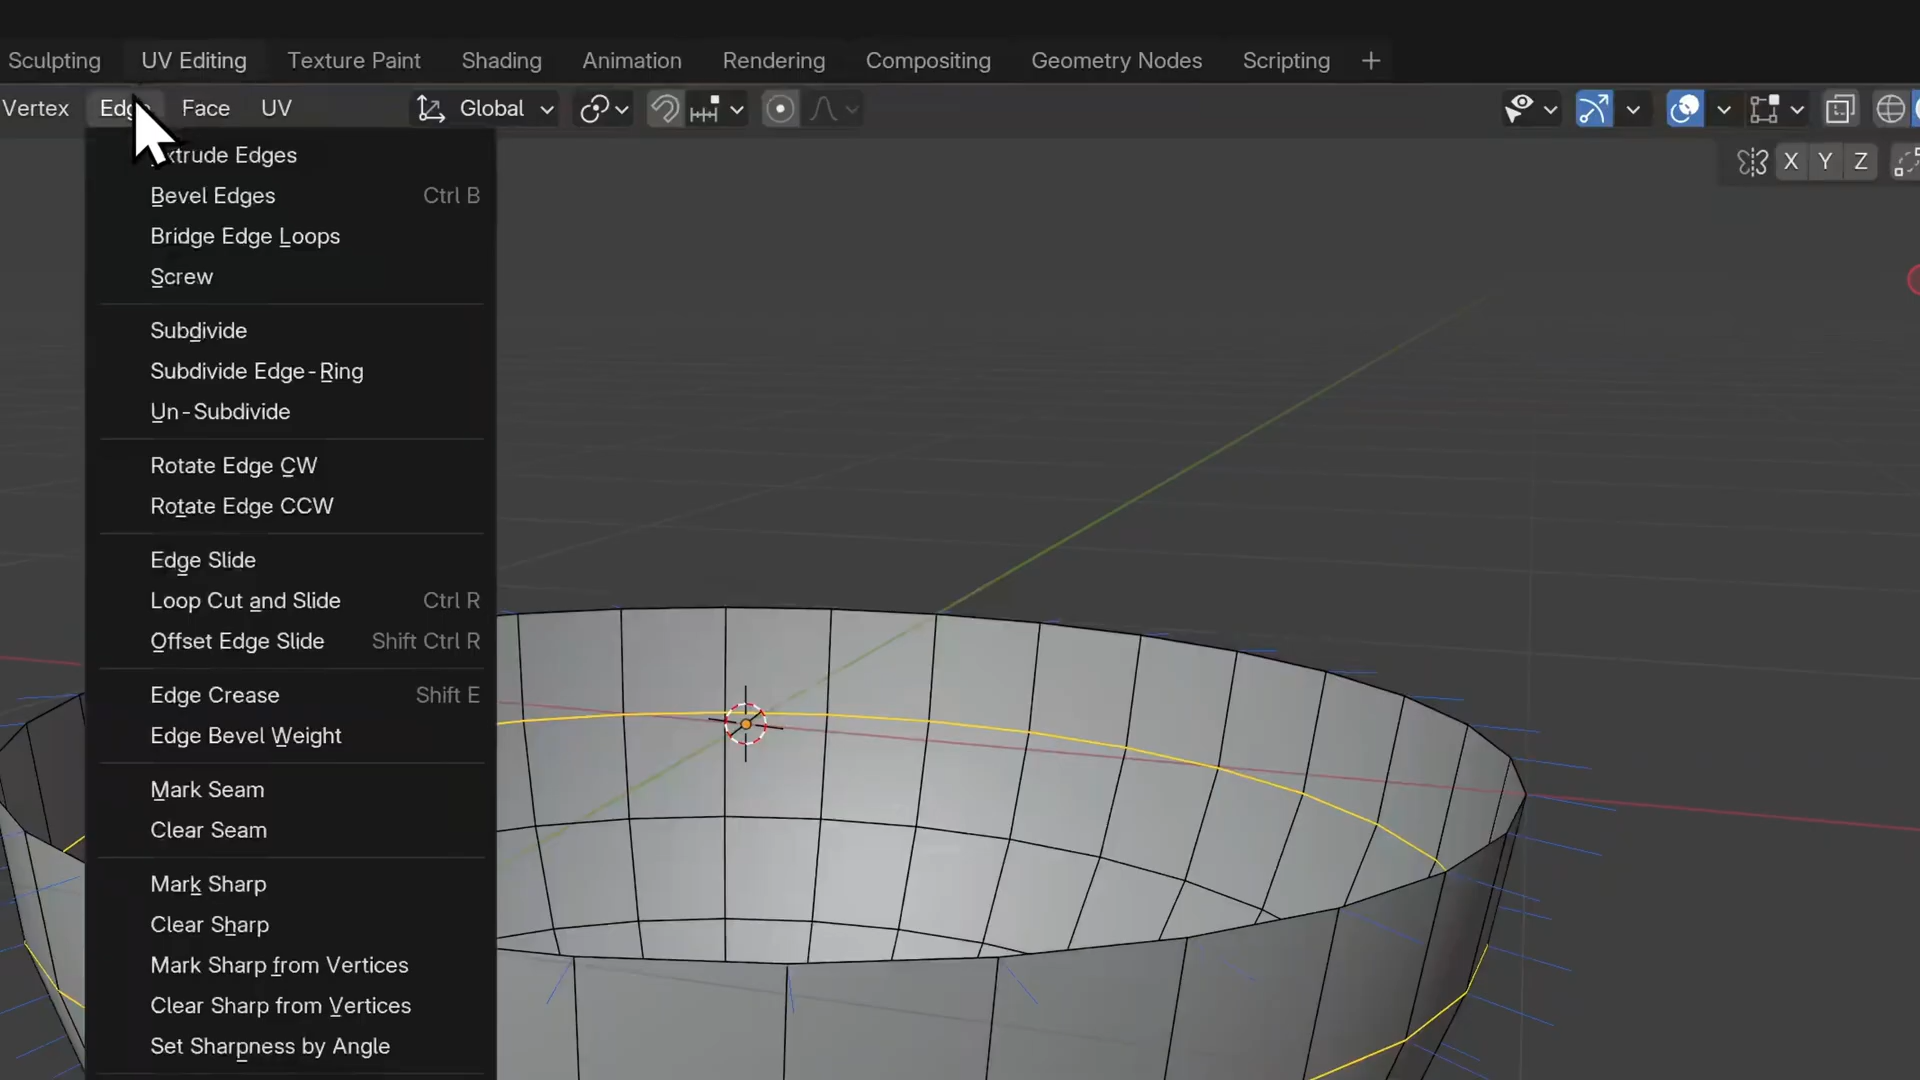 Sculpting UV Editing Texture Paint Shading Animation Rendering Compositing Geometry Nodes Scripting +
Vertex Edge Face UV Global
X Y Z
Extrude Edges
Bevel Edges Ctrl B
Bridge Edge Loops
Screw
Subdivide
Subdivide Edge-Ring
Un-Subdivide
Rotate Edge CW
Rotate Edge CCW
Edge Slide
Loop Cut and Slide Ctrl R
Offset Edge Slide Shift Ctrl R
Edge Crease Shift E
Edge Bevel Weight
Mark Seam
Clear Seam
Mark Sharp
Clear Sharp
Mark Sharp from Vertices
Clear Sharp from Vertices
Set Sharpness by Angle